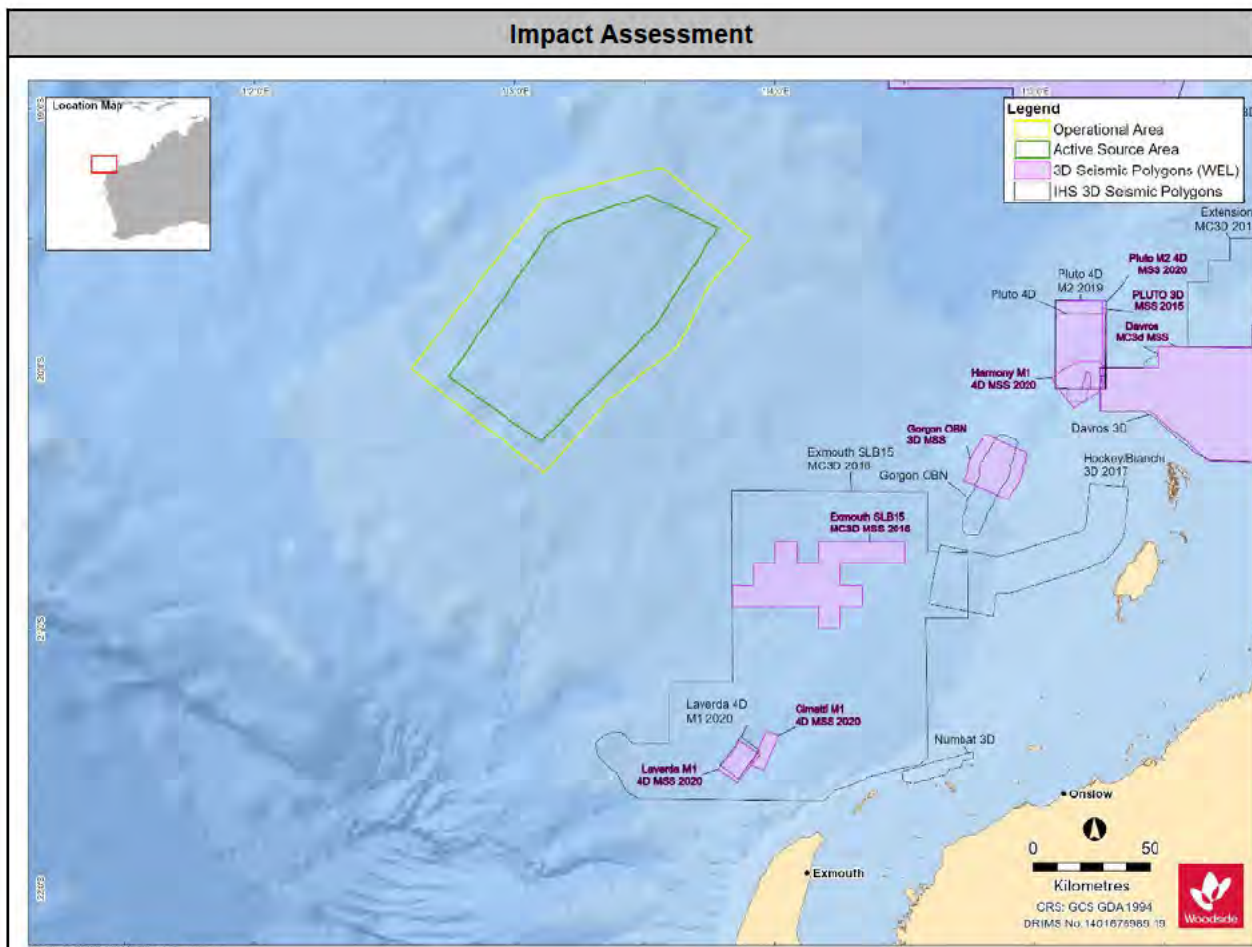 Impact Assessment
Location Map
Legend
Operational Area
Active Source Area
3D Seismic Polygons (WEL)
IHS 3D Seismic Polygons
Extension
Pluto 4D
M2 2019
Pluto M2 4D
MSS 2020
Pluto 4D
PLUTO 3D
MSS 2015
Davros
MC3d MSS
Harmony M1
4D MSS 2020
Davros 3D
Gorgon OBN
3D MSS
Exmouth SLB15
MC3D 2016
Gorgon OBN
Hockey/Bianchi
3D 2017
Exmouth SLB15
MC3D MSS 2016
Laverda 4D
M1 2020
Cimatti M1
4D MSS 2020
Numbat 3D
Laverda M1
4D MSS 2020
Onslow
0 50
Kilometres
CRS: GCS GDA 1994
Exmouth
Woodside